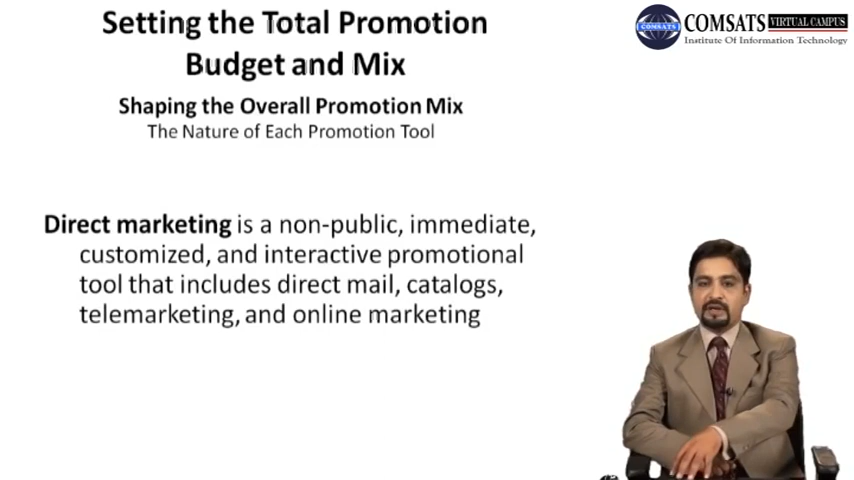 Setting the Total Promotion
Budget and Mix
Shaping the Overall Promotion Mix
The Nature of Each Promotion Tool
COMSATS VIRTUAL CAMPUS
Institute Of Information Technology
Direct marketing is a non-public, immediate,
customized, and interactive promotional
tool that includes direct mail, catalogs,
telemarketing, and online marketing